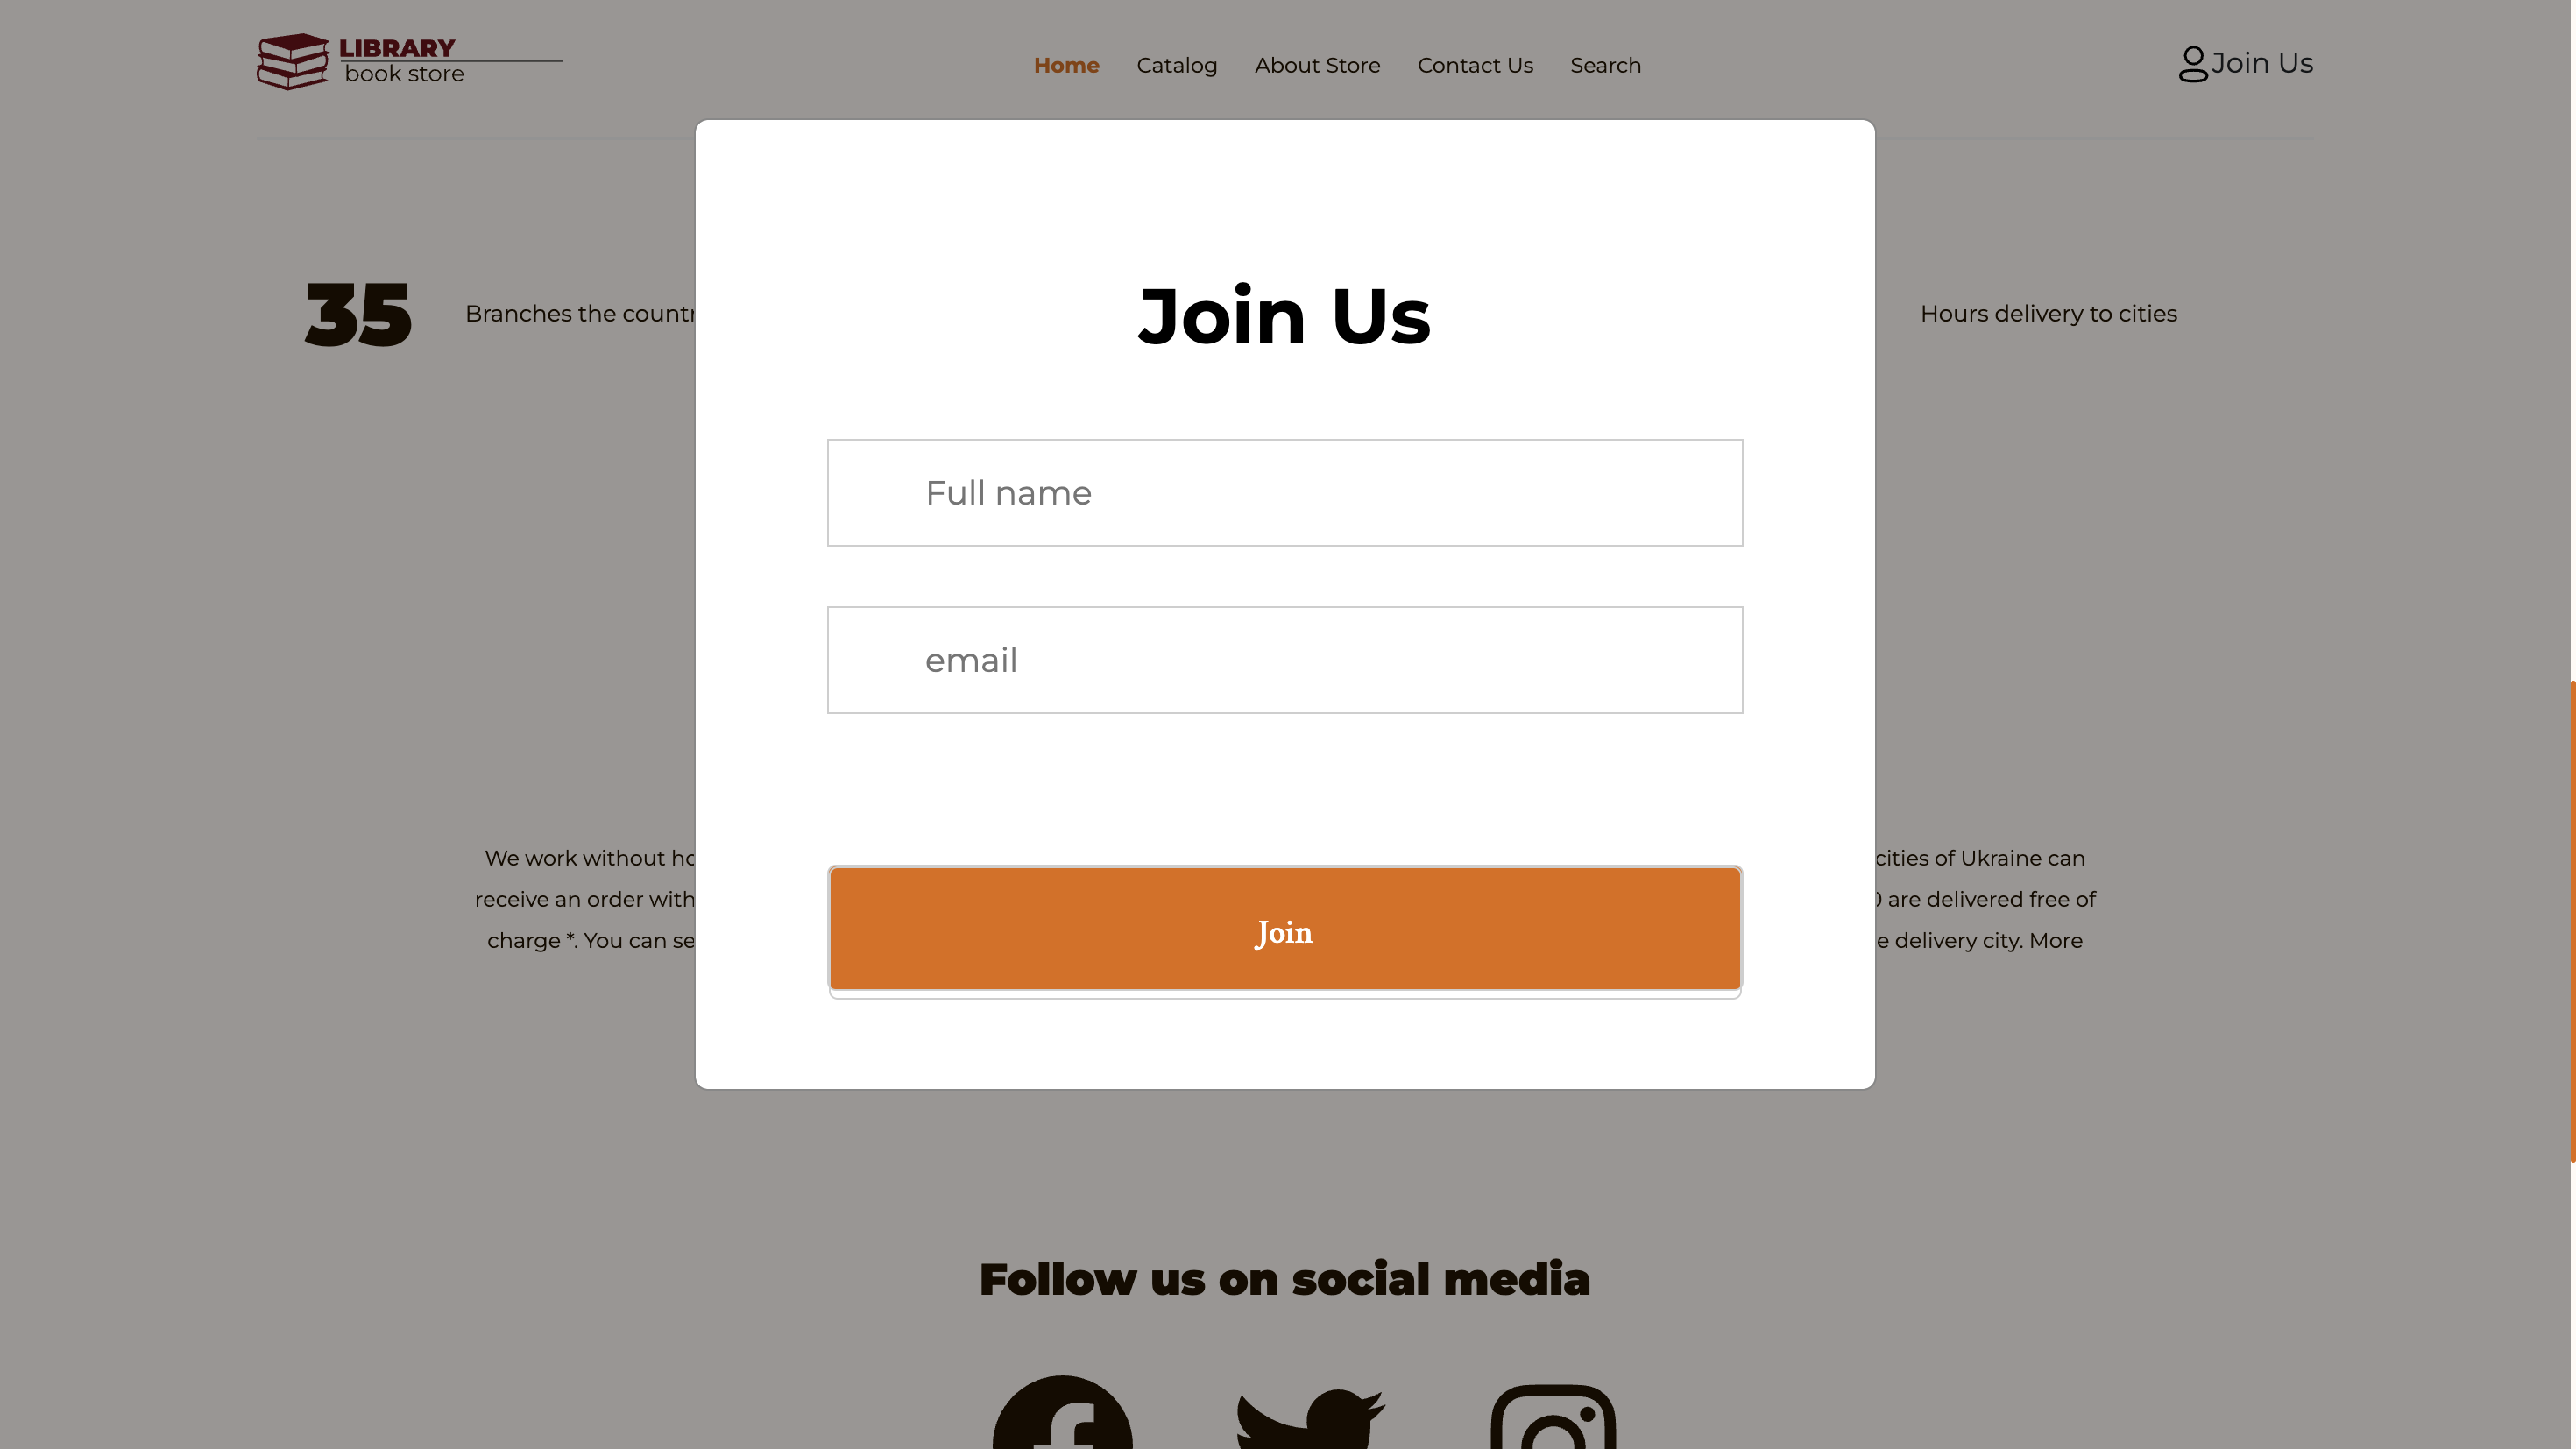 LIBRARY
book store
Home Catalog About Store Contact Us Search
Join Us
35 Branches the countr
Hours delivery to cities
Join Us
Full name
email
We work without ho
receive an order with
charge *. You can se
cities of Ukraine can
0 are delivered free of
e delivery city. More
Join
Follow us on social media